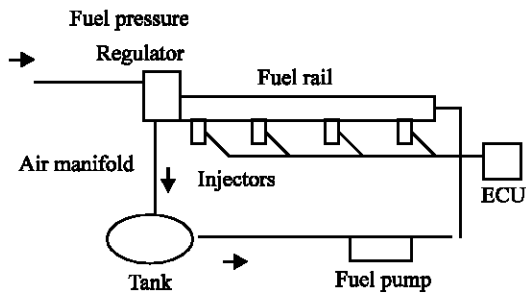 Fuel pressure
Regulator
Fuel rail
Air manifold
Injectors
ECU
Tank
Fuel pump